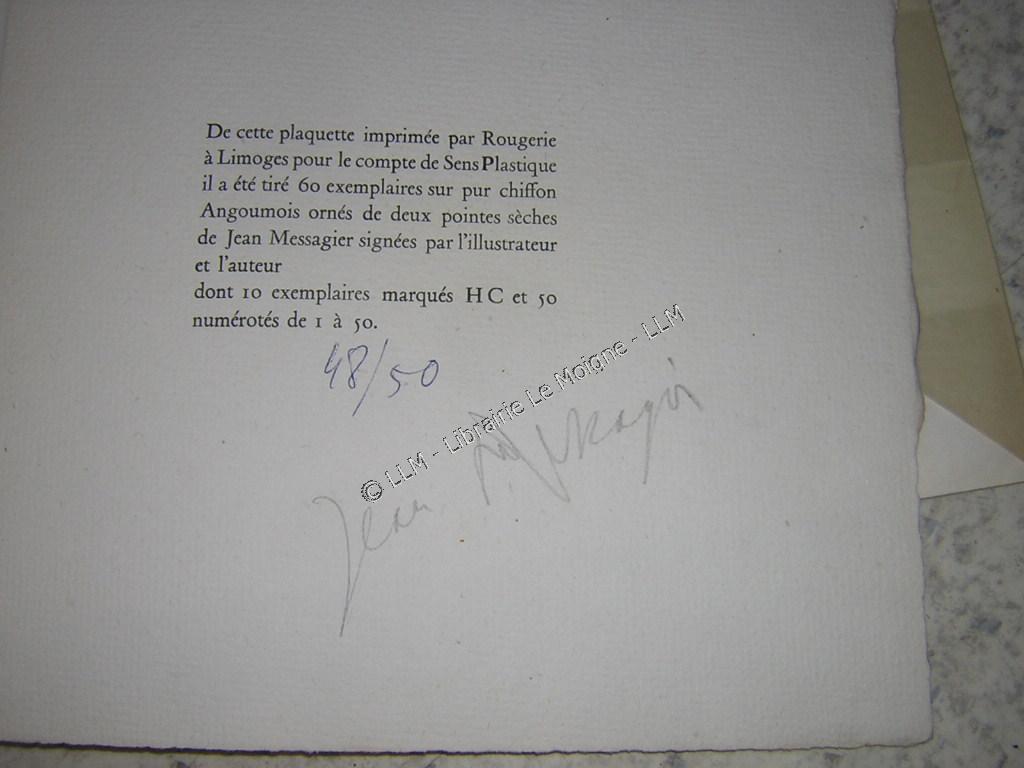 De cette plaquette imprimée par Rougerie
à Limoges pour le compte de Sens Plastique
il a été tiré 60 exemplaires sur pur chiffon
Angoumois ornés de deux pointes sèches
de Jean Messagier signées par l'illustrateur
et l'auteur
dont 10 exemplaires marqués H C et 50
numérotés de 1 à 50.
48/50
© LLM - Librairie Le Moigne - LLM
Jean